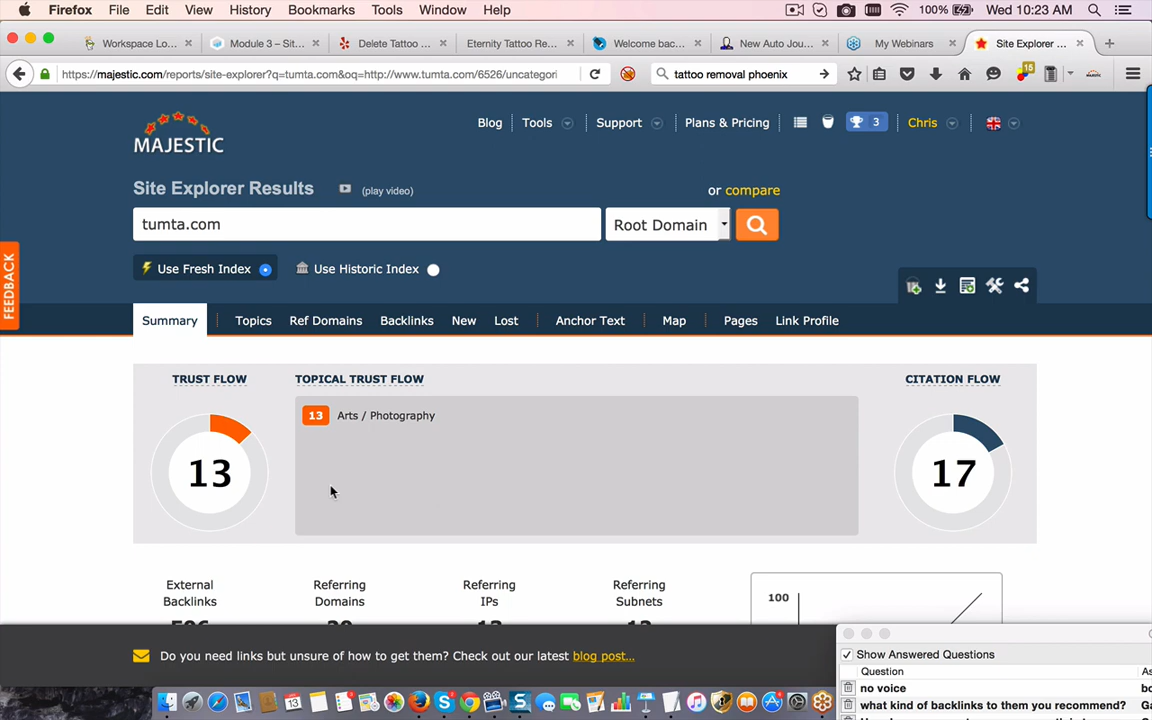 Firefox File Edit View History Bookmarks Tools Window Help 100% Wed 10:23 AM
Workspace Lo... Module 3 – Sit... Delete Tattoo ... Eternity Tattoo Re... Welcome bac... New Auto Jou... My Webinars Site Explorer ...
https://majestic.com/reports/site-explorer?q=tumta.com&oq=http://www.tumta.com/6526/uncategori tattoo removal phoenix 15
MAJESTIC
Blog Tools Support Plans & Pricing 3 Chris
Site Explorer Results (play video) or compare
tumta.com Root Domain
Use Fresh Index Use Historic Index
FEEDBACK
Summary Topics Ref Domains Backlinks New Lost Anchor Text Map Pages Link Profile
TRUST FLOW TOPICAL TRUST FLOW CITATION FLOW
13 Arts / Photography
13 17
External Backlinks Referring Domains Referring IPs Referring Subnets
100
Do you need links but unsure of how to get them? Check out our latest blog post...
Show Answered Questions
Question
no voice
what kind of backlinks to them you recommend?